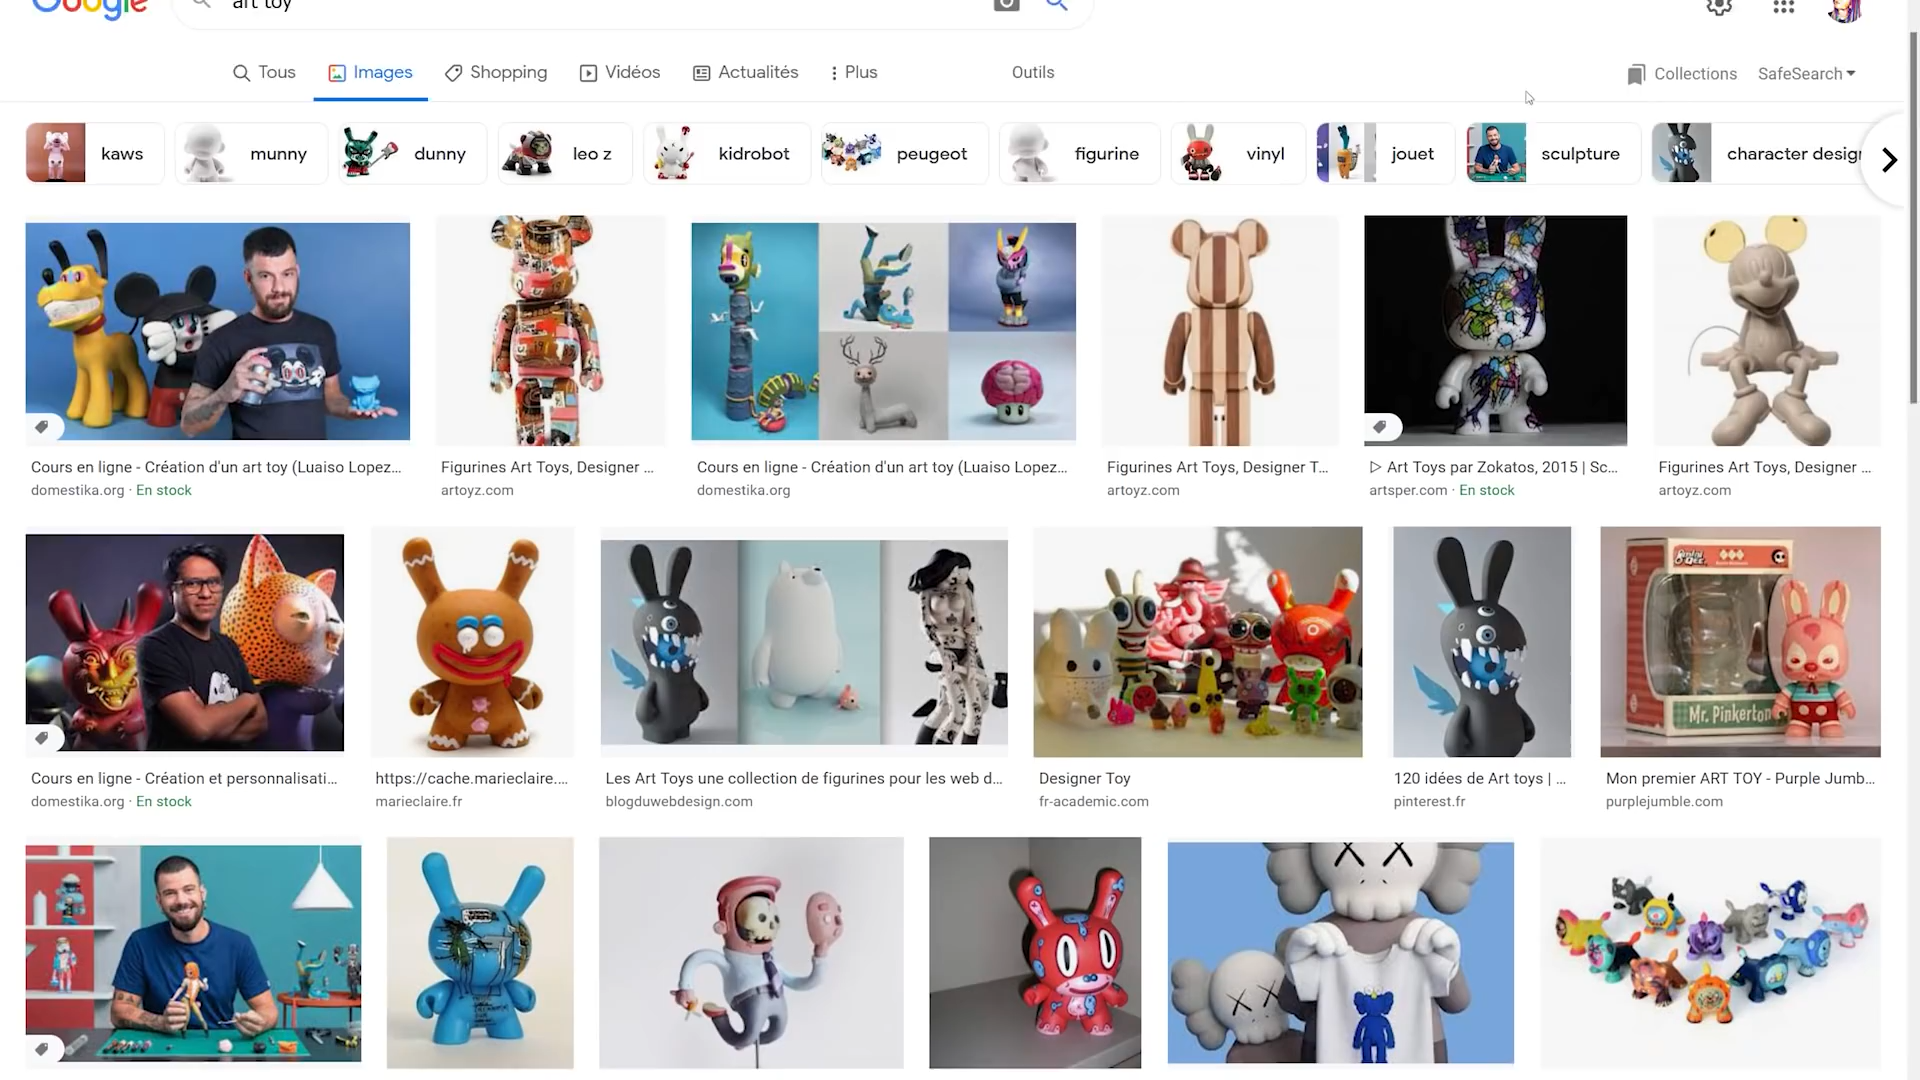 Google
art toy
Tous
Images
Shopping
Vidéos
Actualités
Plus
Outils
Collections
SafeSearch
kaws
munny
dunny
leo z
kidrobot
peugeot
figurine
vinyl
jouet
sculpture
character desig
Cours en ligne - Création d'un art toy (Luaiso Lopez...
domestika.org · En stock
Figurines Art Toys, Designer ...
artoyz.com
Cours en ligne - Création d'un art toy (Luaiso Lopez...
domestika.org
Figurines Art Toys, Designer T...
artoyz.com
▷ Art Toys par Zokatos, 2015 | Sc...
artsper.com · En stock
Figurines Art Toys, Designer ...
artoyz.com
Mr. Pinkerton
Cours en ligne - Création et personnalisati...
domestika.org · En stock
https://cache.marieclaire....
marieclaire.fr
Les Art Toys une collection de figurines pour les web d...
blogduwebdesign.com
Designer Toy
fr-academic.com
120 idées de Art toys | ...
pinterest.fr
Mon premier ART TOY - Purple Jumb...
purplejumble.com